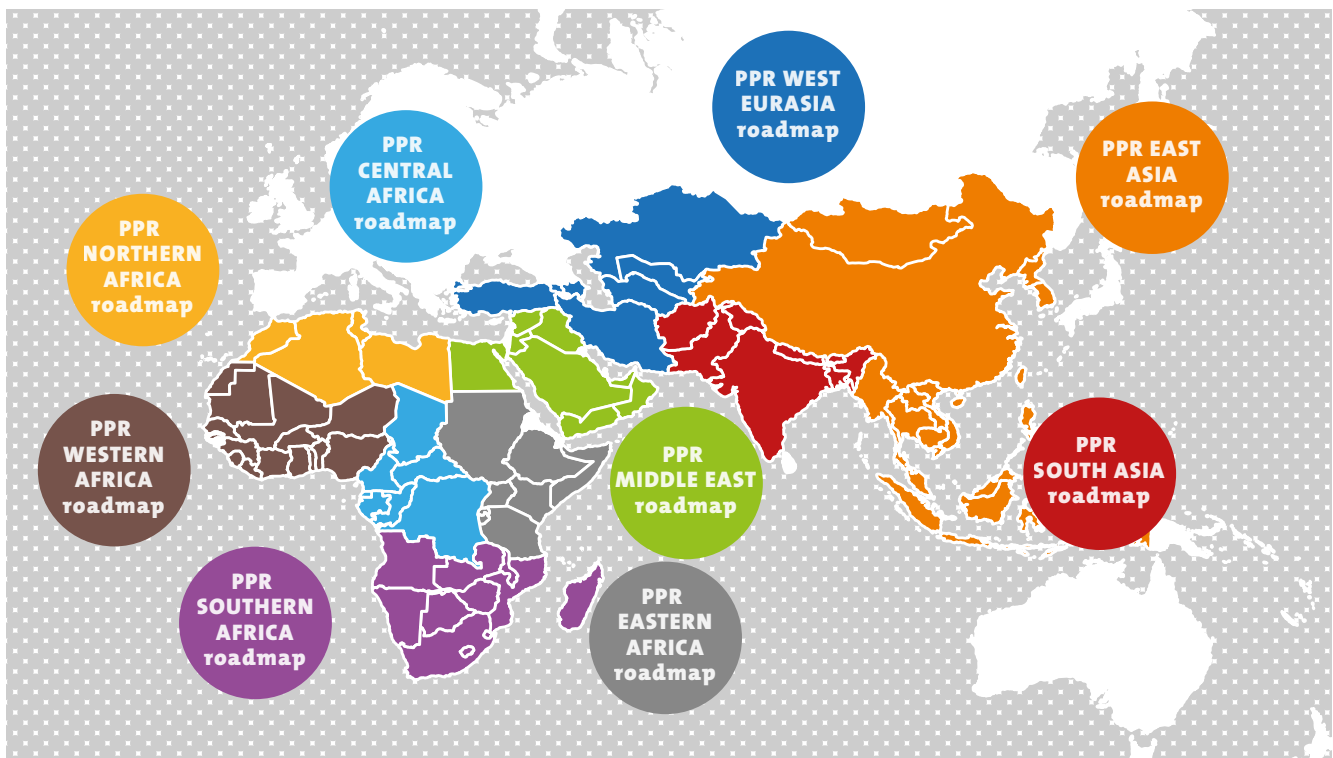 PPR WEST
EURASIA
roadmap
PPR
CENTRAL
AFRICA
roadmap
PPR EAST
ASIA
roadmap
PPR
NORTHERN
AFRICA
roadmap
PPR
WESTERN
AFRICA
roadmap
PPR
MIDDLE EAST
roadmap
PPR
SOUTH ASIA
roadmap
PPR
SOUTHERN
AFRICA
roadmap
PPR
EASTERN
AFRICA
roadmap